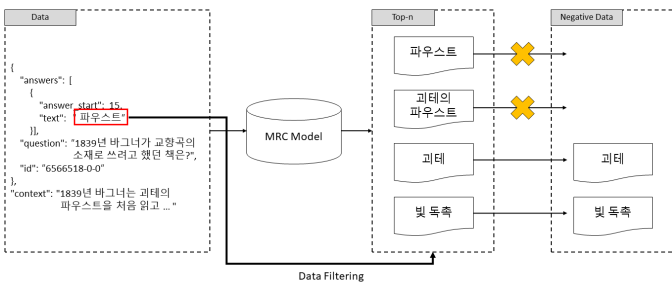 Data
{
"answers": [
{
"answer_start": 15,
"text": "파우스트"
}],
"question": "1839년 바그너가 교향곡의
소재로 쓰려고 했던 책은?",
"id": "6566518-0-0"
},
"context": "1839년 바그너는 괴테의
파우스트을 처음 읽고 ... "
MRC Model
Top-n
파우스트
괴테의
파우스트
괴테
빚 독촉
Negative Data
괴테
빚 독촉
Data Filtering